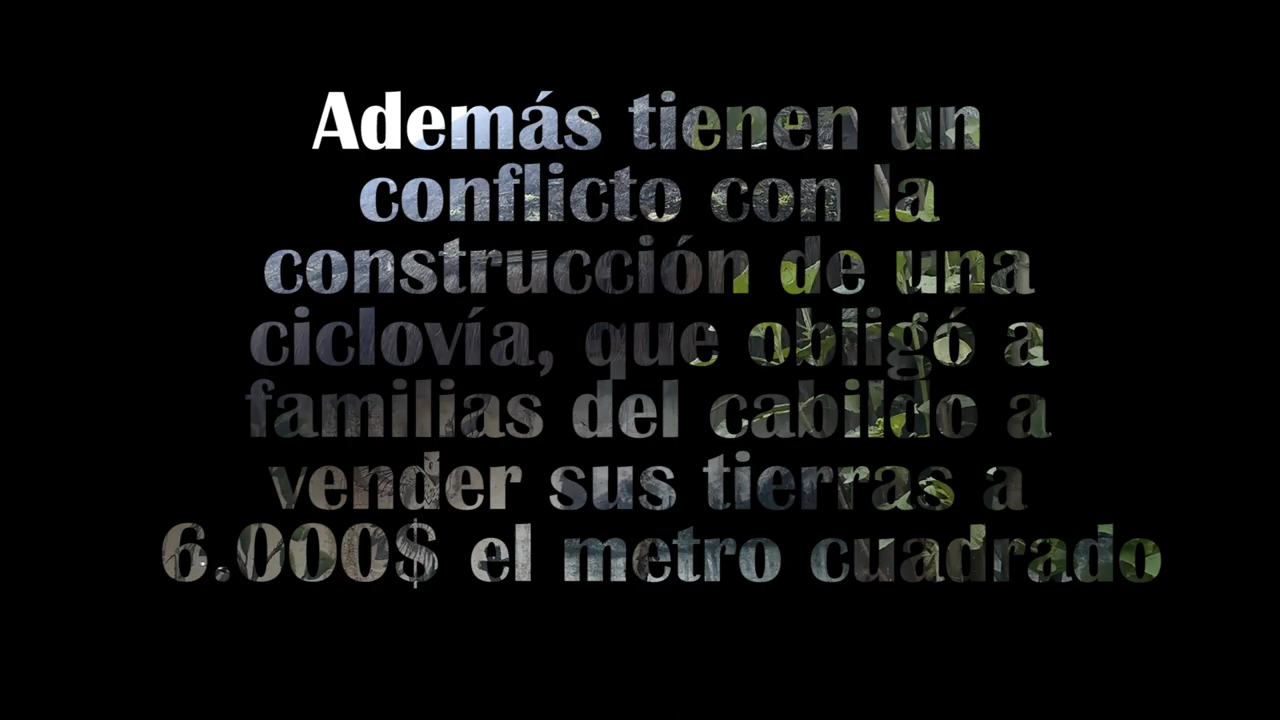 Además tienen un
conflicto con la
construcción de una
ciclovía, que obligó a
familias del cabildo a
vender sus tierras a
6.000$ el metro cuadrado